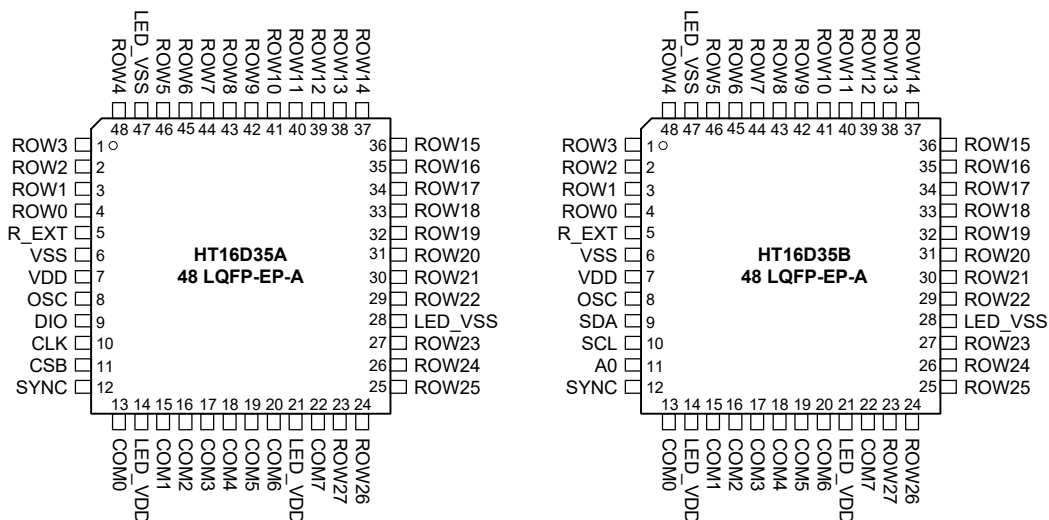 ROW4
LED_VSS
ROW5
ROW6
ROW7
ROW8
ROW9
ROW10
ROW11
ROW12
ROW13
ROW14
48 47 46 45 44 43 42 41 40 39 38 37
ROW3 1
ROW2 2
ROW1 3
ROW0 4
R_EXT 5
VSS 6
VDD 7
OSC 8
DIO 9
CLK 10
CSB 11
SYNC 12
HT16D35A
48 LQFP-EP-A
36 ROW15
35 ROW16
34 ROW17
33 ROW18
32 ROW19
31 ROW20
30 ROW21
29 ROW22
28 LED_VSS
27 ROW23
26 ROW24
25 ROW25
13 14 15 16 17 18 19 20 21 22 23 24
COM0
LED_VDD
COM1
COM2
COM3
COM4
COM5
COM6
LED_VDD
COM7
ROW27
ROW26
ROW4
LED_VSS
ROW5
ROW6
ROW7
ROW8
ROW9
ROW10
ROW11
ROW12
ROW13
ROW14
48 47 46 45 44 43 42 41 40 39 38 37
ROW3 1
ROW2 2
ROW1 3
ROW0 4
R_EXT 5
VSS 6
VDD 7
OSC 8
SDA 9
SCL 10
A0 11
SYNC 12
HT16D35B
48 LQFP-EP-A
36 ROW15
35 ROW16
34 ROW17
33 ROW18
32 ROW19
31 ROW20
30 ROW21
29 ROW22
28 LED_VSS
27 ROW23
26 ROW24
25 ROW25
13 14 15 16 17 18 19 20 21 22 23 24
COM0
LED_VDD
COM1
COM2
COM3
COM4
COM5
COM6
LED_VDD
COM7
ROW27
ROW26